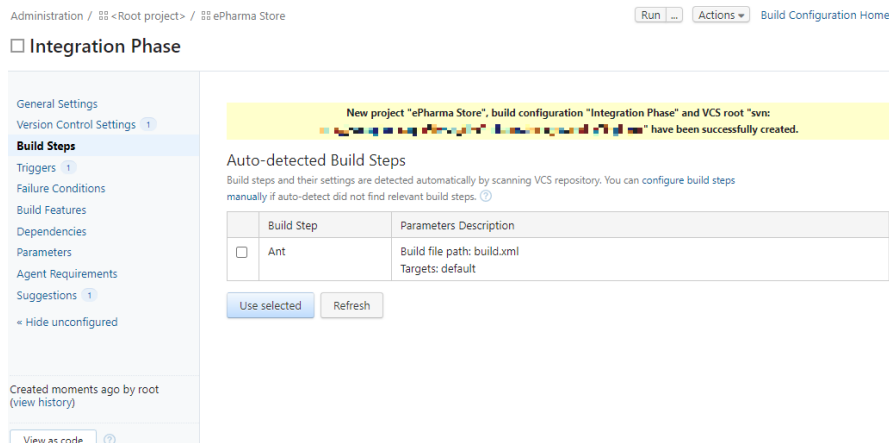 Administration / <Root project> / ePharma Store
Run ... Actions Build Configuration Home
Integration Phase
General Settings
Version Control Settings 1
Build Steps
Triggers 1
Failure Conditions
Build Features
Dependencies
Parameters
Agent Requirements
Suggestions 1
« Hide unconfigured
Created moments ago by root
(view history)
View as code
New project "ePharma Store", build configuration "Integration Phase" and VCS root "svn:
" have been successfully created.
Auto-detected Build Steps
Build steps and their settings are detected automatically by scanning VCS repository. You can configure build steps
manually if auto-detect did not find relevant build steps. ?
Build Step Parameters Description
Ant Build file path: build.xml
Targets: default
Use selected Refresh